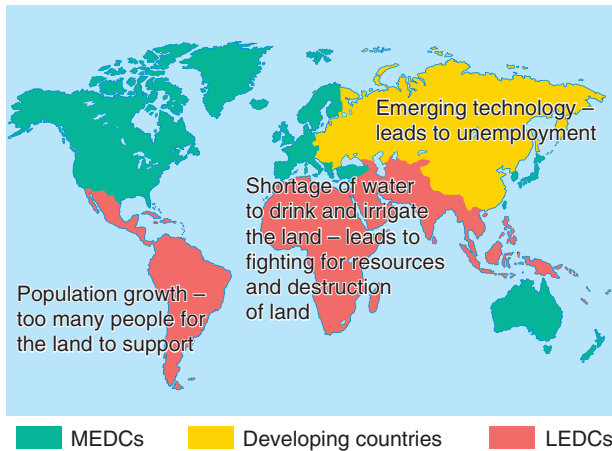 Emerging technology –
leads to unemployment
Shortage of water
to drink and irrigate
the land – leads to
fighting for resources
and destruction
of land
Population growth –
too many people for
the land to support
MEDCs
Developing countries
LEDCs